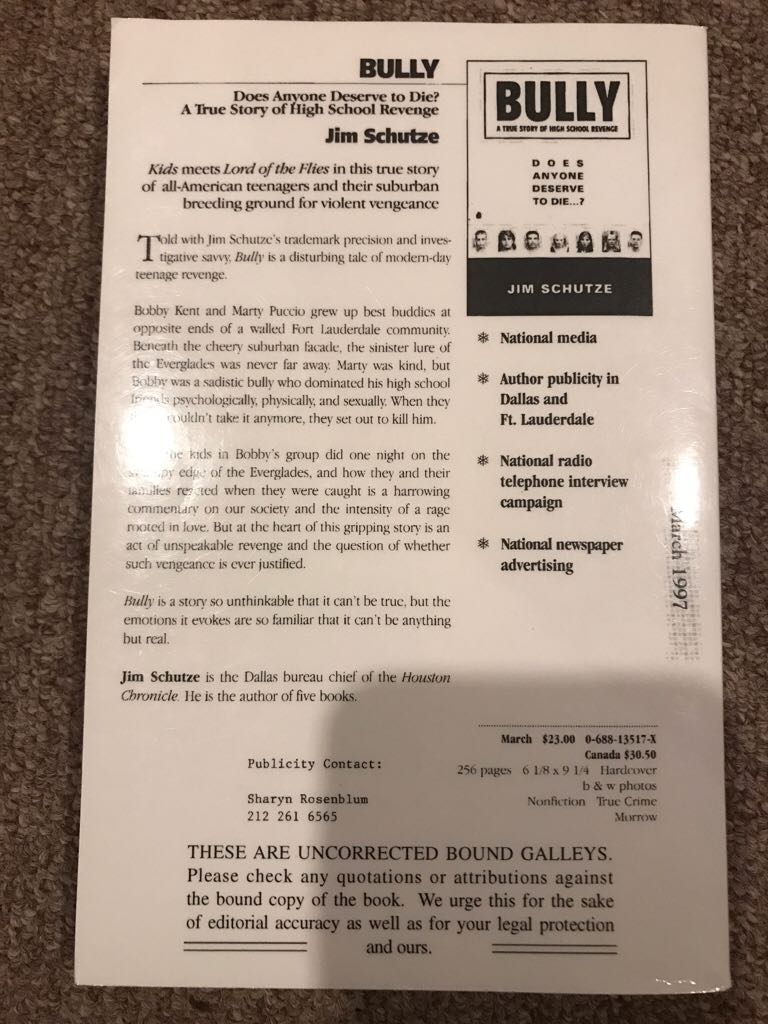 BULLY
Does Anyone Deserve to Die?
A True Story of High School Revenge
Jim Schutze
Kids meets Lord of the Flies in this true story
of all-American teenagers and their suburban
breeding ground for violent vengeance
Told with Jim Schutze's trademark precision and inves-
tigative savvy, Bully is a disturbing tale of modern-day
teenage revenge.
Bobby Kent and Marty Puccio grew up best buddies at
opposite ends of a walled Fort Lauderdale community.
Beneath the cheery suburban facade, the sinister lure of
the Everglades was never far away. Marty was kind, but
Bobby was a sadistic bully who dominated his high school
friends psychologically, physically, and sexually. When they
couldn't take it anymore, they set out to kill him.
kids in Bobby's group did one night on the
edge of the Everglades, and how they and their
families reacted when they were caught is a harrowing
commentary on our society and the intensity of a rage
rooted in love. But at the heart of this gripping story is an
act of unspeakable revenge and the question of whether
such vengeance is ever justified.
Bully is a story so unthinkable that it can't be true, but the
emotions it evokes are so familiar that it can't be anything
but real.
Jim Schutze is the Dallas bureau chief of the Houston
Chronicle. He is the author of five books.
BULLY
A TRUE STORY OF HIGH SCHOOL REVENGE
DOES
ANYONE
DESERVE
TO DIE...?
JIM SCHUTZE
National media
Author publicity in
Dallas and
Ft. Lauderdale
National radio
telephone interview
campaign
National newspaper
advertising
March 1997
March $23.00 0-688-13517-X
Canada $30.50
256 pages 6 1/8 x 9 1/4 Hardcover
b & w photos
Nonfiction True Crime
Morrow
Publicity Contact:
Sharyn Rosenblum
212 261 6565
THESE ARE UNCORRECTED BOUND GALLEYS.
Please check any quotations or attributions against
the bound copy of the book. We urge this for the sake
of editorial accuracy as well as for your legal protection
and ours.